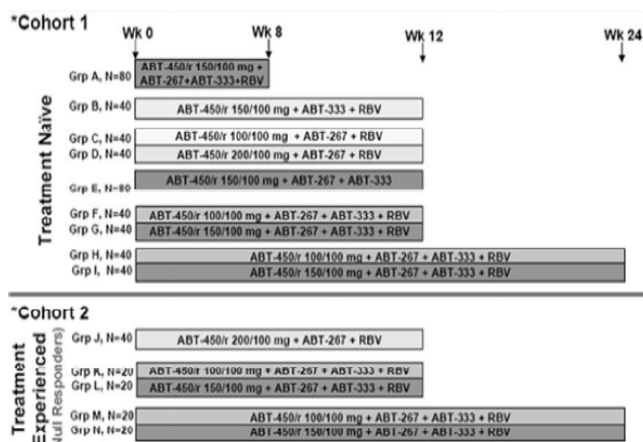 *Cohort 1
Wk 0
Wk 8
Wk 12
Wk 24
Treatment Naïve
Grp A, N=80
ABT-450/r 150/100 mg +
ABT-267+ABT-333+RBV
Grp B, N=40
ABT-450/r 150/100 mg + ABT-333 + RBV
Grp C, N=40
ABT-450/r 100/100 mg + ABT-267 + RBV
Grp D, N=40
ABT-450/r 200/100 mg + ABT-267 + RBV
Grp E, N=80
ABT-450/r 150/100 mg + ABT-267 + ABT-333
Grp F, N=40
ABT-450/r 100/100 mg + ABT-267 + ABT-333 + RBV
Grp G, N=40
ABT-450/r 150/100 mg + ABT-267 + ABT-333 + RBV
Grp H, N=40
ABT-450/r 100/100 mg + ABT-267 + ABT-333 + RBV
Grp I, N=40
ABT-450/r 150/100 mg + ABT-267 + ABT-333 + RBV
*Cohort 2
Treatment
Experienced
(Null Responders)
Grp J, N=40
ABT-450/r 200/100 mg + ABT-267 + RBV
Grp K, N=20
ABT-450/r 100/100 mg + ABT-267 + ABT-333 + RBV
Grp L, N=20
ABT-450/r 150/100 mg + ABT-267 + ABT-333 + RBV
Grp M, N=20
ABT-450/r 100/100 mg + ABT-267 + ABT-333 + RBV
Grp N, N=20
ABT-450/r 150/100 mg + ABT-267 + ABT-333 + RBV